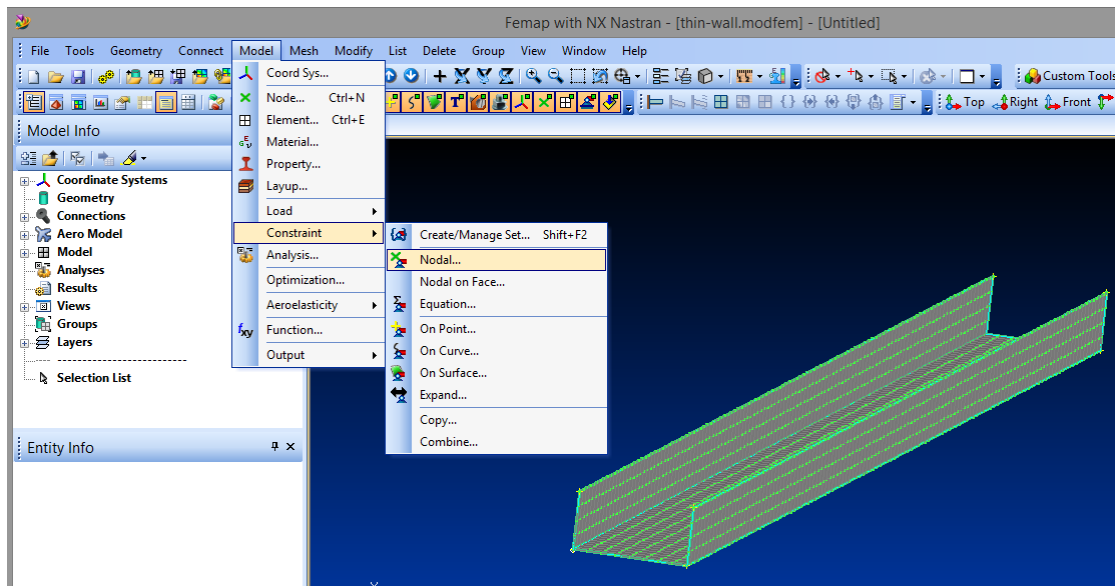 Femap with NX Nastran - [thin-wall.modfem] - [Untitled]
File Tools Geometry Connect Model Mesh Modify List Delete Group View Window Help
Custom Tools
Top Right Front
Model Info
Coordinate Systems
Geometry
Connections
Aero Model
Model
Analyses
Results
Views
Groups
Layers
Selection List
Entity Info
Coord Sys...
Node... Ctrl+N
Element... Ctrl+E
Material...
Property...
Layup...
Load
Constraint
Analysis...
Optimization...
Aeroelasticity
Function...
Output
Create/Manage Set... Shift+F2
Nodal...
Nodal on Face...
Equation...
On Point...
On Curve...
On Surface...
Expand...
Copy...
Combine...